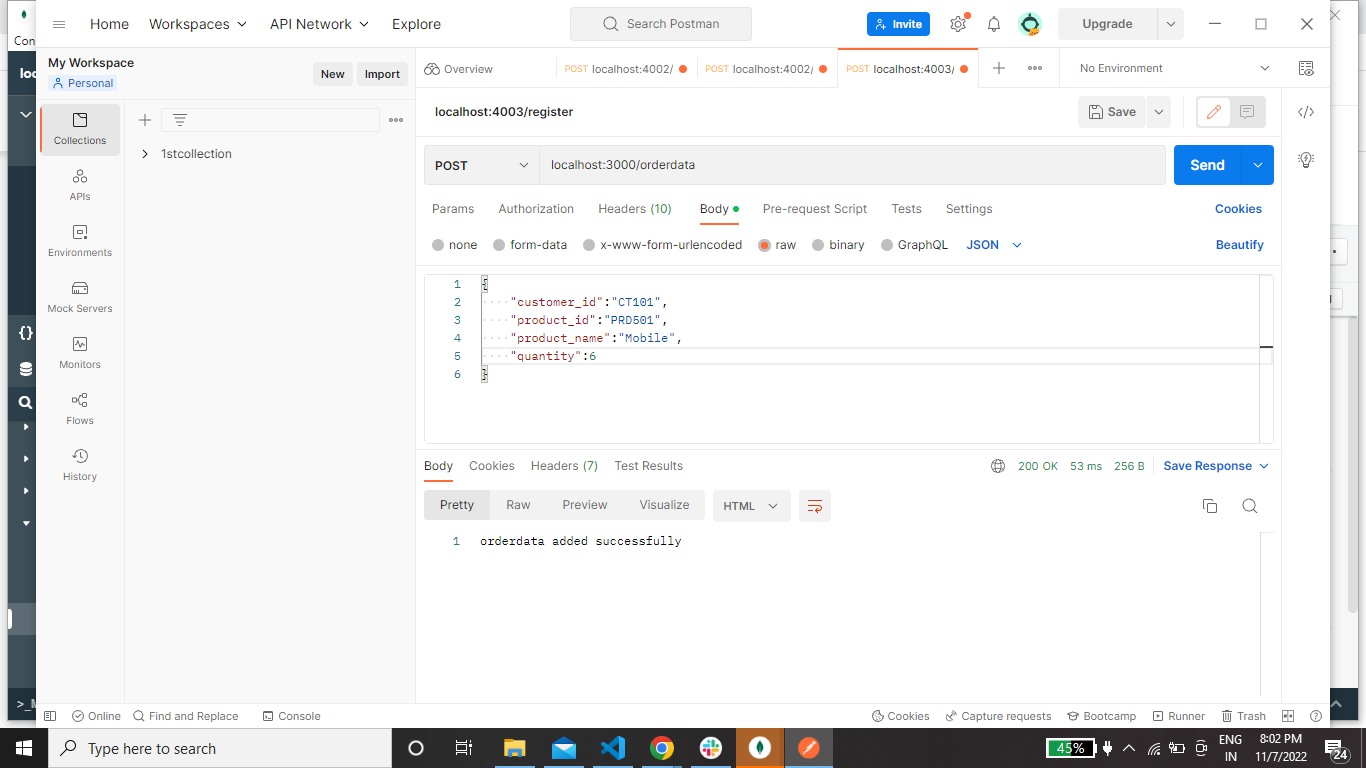 Home
Workspaces
API Network
Explore
Search Postman
Invite
Upgrade
Con
loc
My Workspace
Personal
New
Import
Overview
POST localhost:4002/
POST localhost:4002/
POST localhost:4003/
No Environment
Collections
APIs
Environments
Mock Servers
Monitors
Flows
History
1stcollection
localhost:4003/register
Save
POST
localhost:3000/orderdata
Send
Params
Authorization
Headers (10)
Body
Pre-request Script
Tests
Settings
Cookies
none
form-data
x-www-form-urlencoded
raw
binary
GraphQL
JSON
Beautify
1 {
2 "customer_id":"CT101",
3 "product_id":"PRD501",
4 "product_name":"Mobile",
5 "quantity":6
6 }
Body
Cookies
Headers (7)
Test Results
200 OK
53 ms
256 B
Save Response
Pretty
Raw
Preview
Visualize
HTML
1 orderdata added successfully
>_M
Online
Find and Replace
Console
Cookies
Capture requests
Bootcamp
Runner
Trash
Type here to search
45%
ENG
IN
8:02 PM
11/7/2022
24